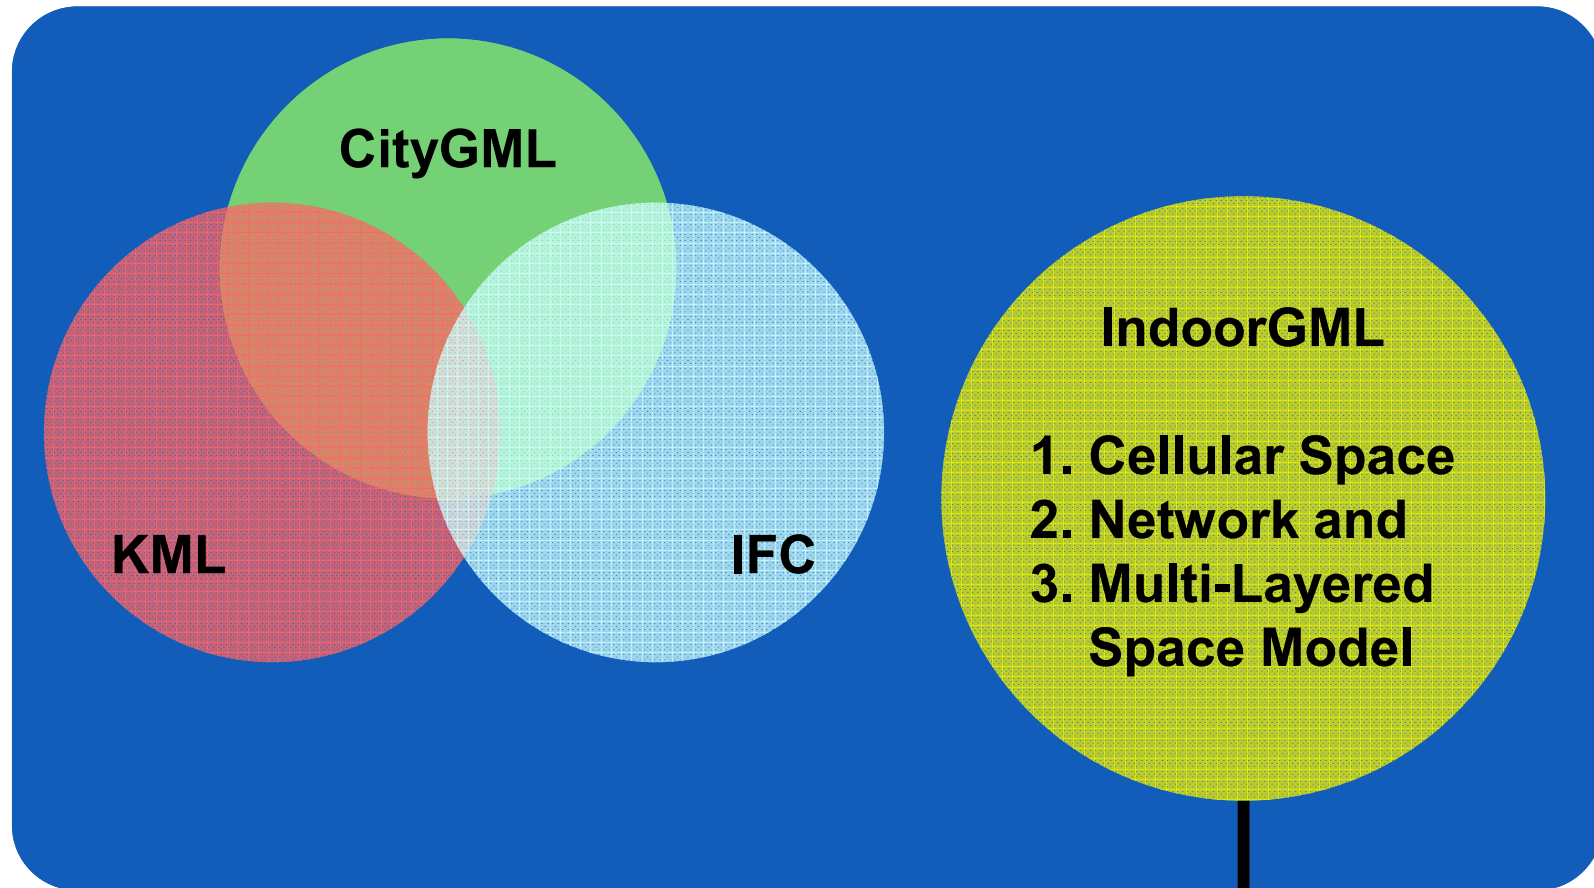 CityGML
KML
IFC
IndoorGML
1. Cellular Space
2. Network and
3. Multi-Layered
Space Model